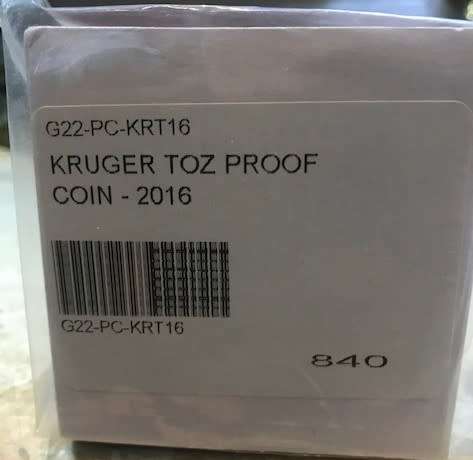 G22-PC-KRT16
KRUGER TOZ PROOF
COIN - 2016
G22-PC-KRT16
840